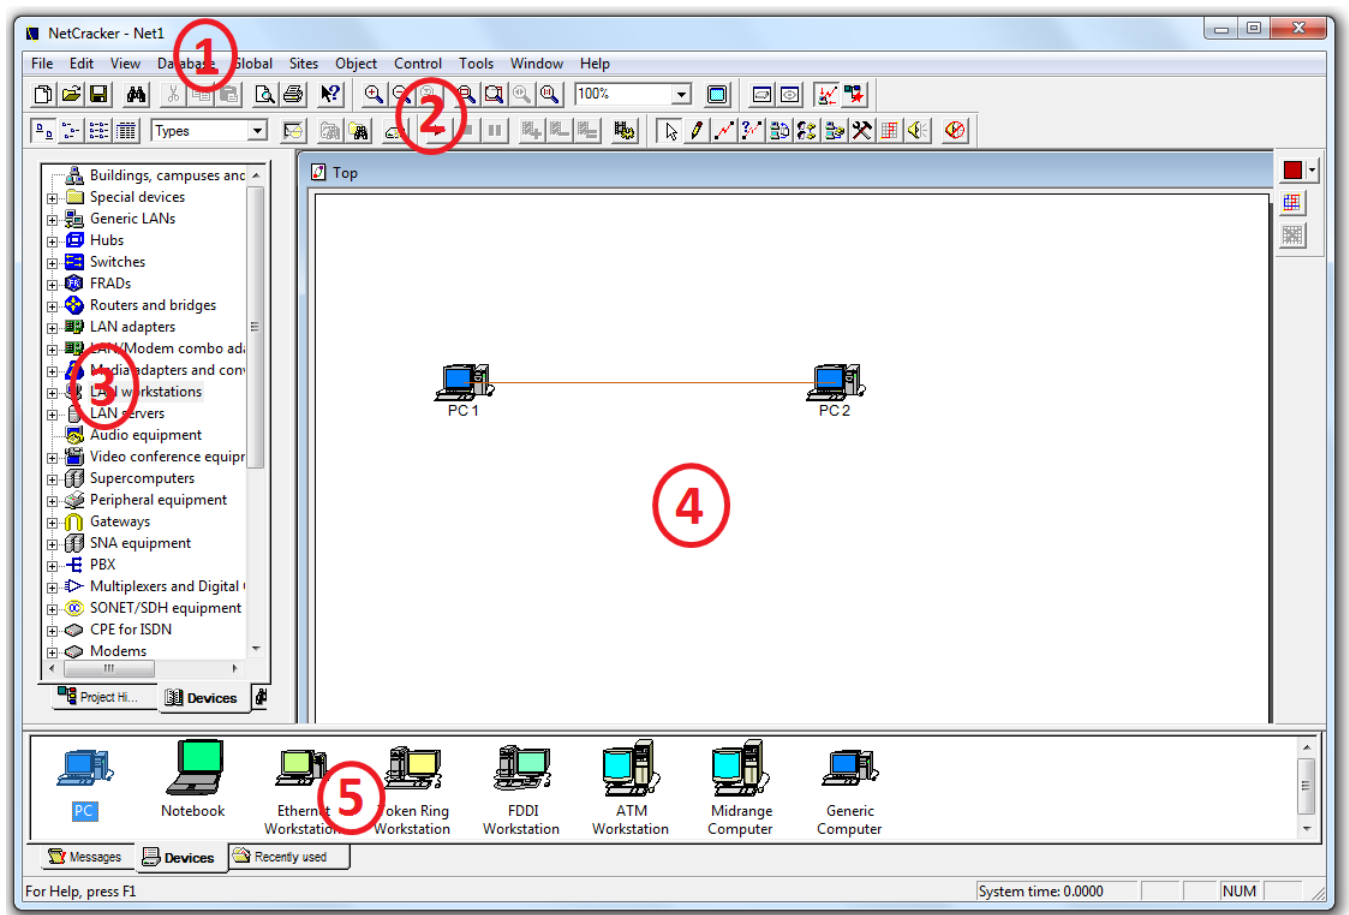 NetCracker - Net1
1
File Edit View Database Global Sites Object Control Tools Window Help
100%
2
Types
Top
Buildings, campuses and
Special devices
Generic LANs
Hubs
Switches
FRADs
Routers and bridges
LAN adapters
LAN/Modem combo ada
Media adapters and conv
3
LAN workstations
LAN servers
Audio equipment
Video conference equipr
Supercomputers
Peripheral equipment
Gateways
SNA equipment
PBX
Multiplexers and Digital
SONET/SDH equipment
CPE for ISDN
Modems
Project Hi... Devices
PC 1
PC 2
4
PC
Notebook
Ethernet
Workstation
5
Token Ring
Workstation
FDDI
Workstation
ATM
Workstation
Midrange
Computer
Generic
Computer
Messages Devices Recently used
For Help, press F1
System time: 0.0000
NUM